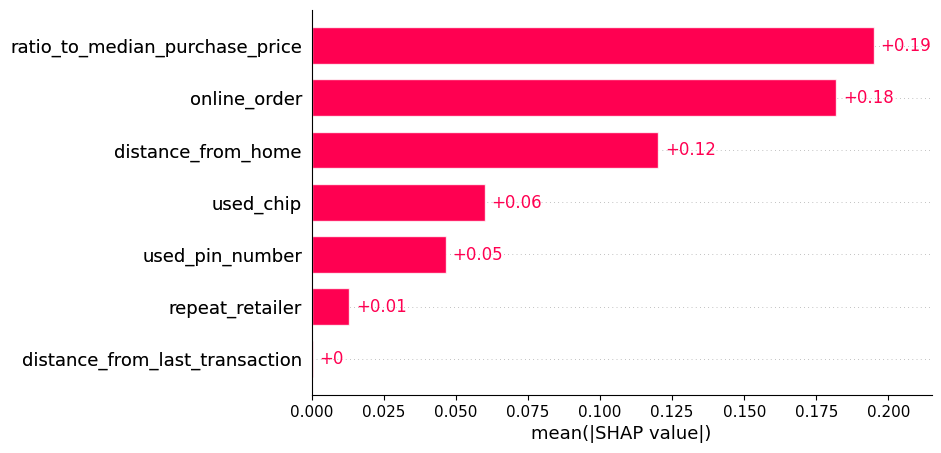 ratio_to_median_purchase_price +0.19
online_order +0.18
distance_from_home +0.12
used_chip +0.06
used_pin_number +0.05
repeat_retailer +0.01
distance_from_last_transaction +0
0.000 0.025 0.050 0.075 0.100 0.125 0.150 0.175 0.200
mean(|SHAP value|)